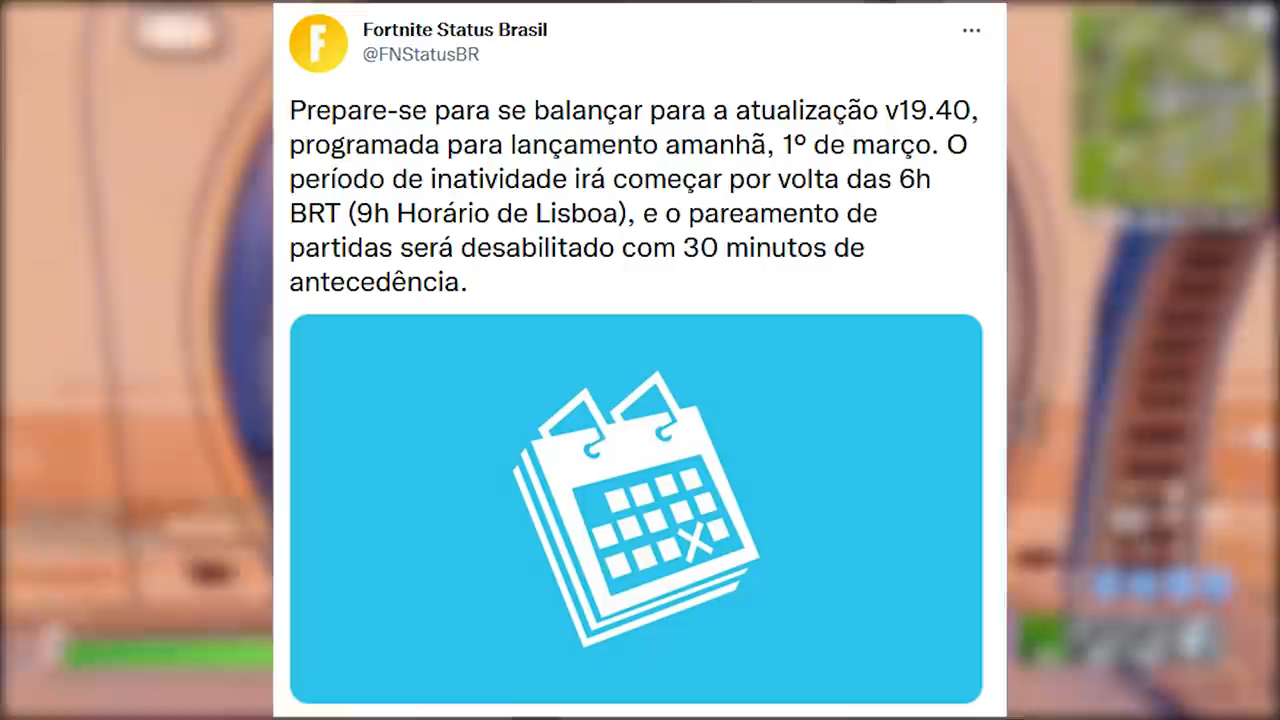 Fortnite Status Brasil
@FNStatusBR
Prepare-se para se balançar para a atualização v19.40,
programada para lançamento amanhã, 1º de março. O
período de inatividade irá começar por volta das 6h
BRT (9h Horário de Lisboa), e o pareamento de
partidas será desabilitado com 30 minutos de
antecedência.